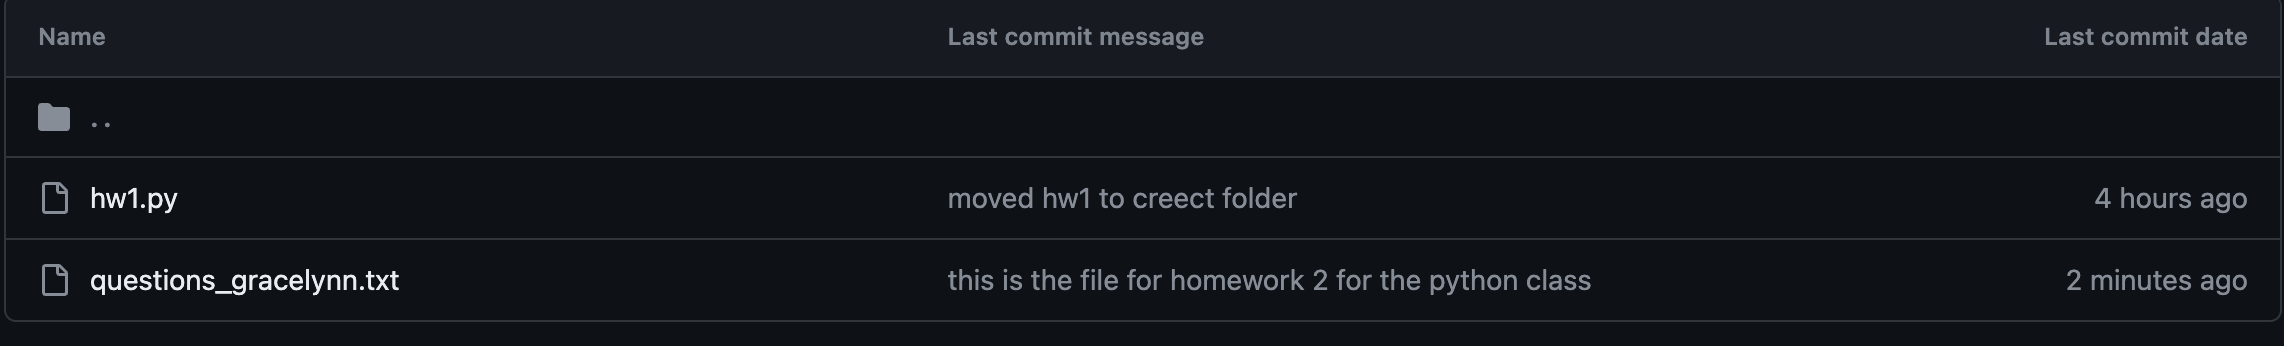 Name Last commit message Last commit date
..
hw1.py moved hw1 to creect folder 4 hours ago
questions_gracelynn.txt this is the file for homework 2 for the python class 2 minutes ago